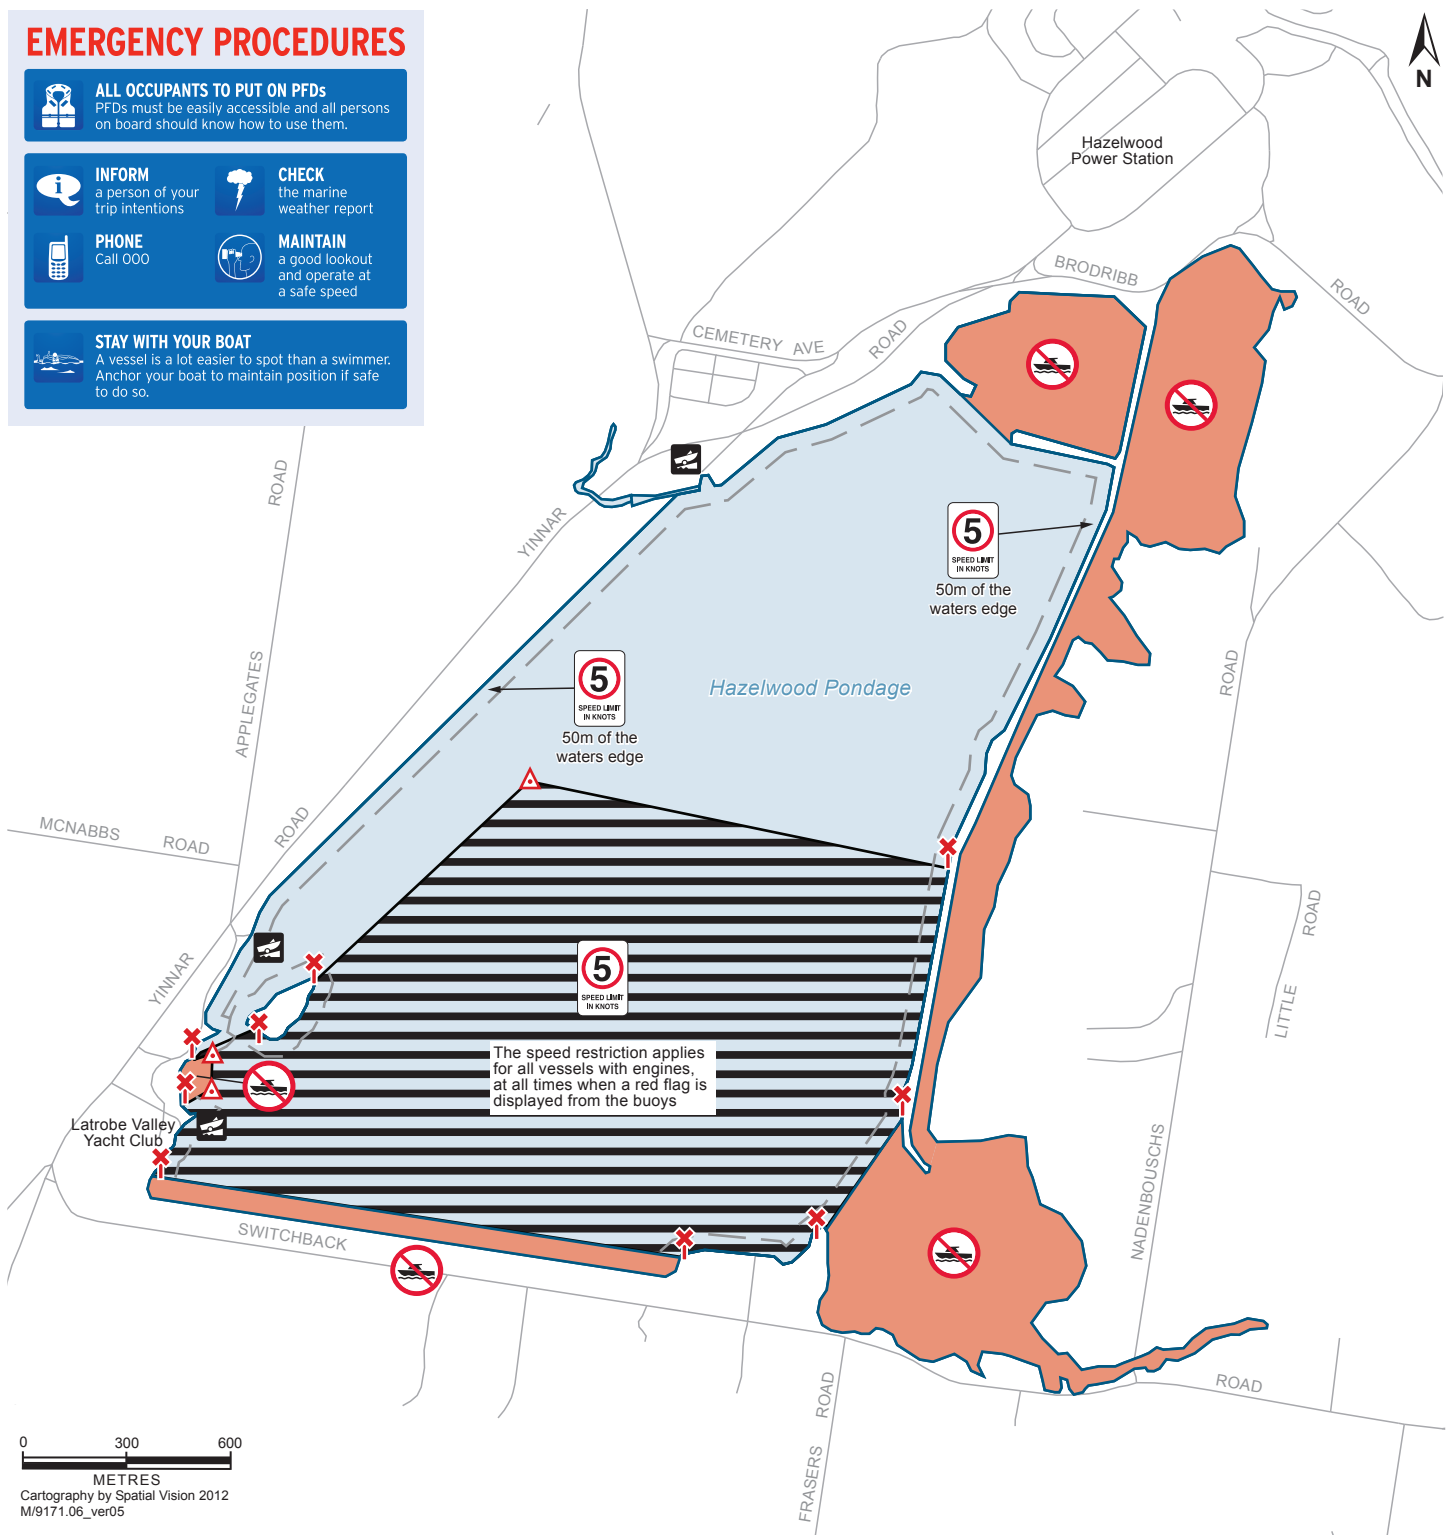 EMERGENCY PROCEDURES
ALL OCCUPANTS TO PUT ON PFDs
PFDs must be easily accessible and all persons
on board should know how to use them.
INFORM
a person of your
trip intentions
CHECK
the marine
weather report
PHONE
Call 000
MAINTAIN
a good lookout
and operate at
a safe speed
STAY WITH YOUR BOAT
A vessel is a lot easier to spot than a swimmer.
Anchor your boat to maintain position if safe
to do so.
N
Hazelwood
Power Station
BRODRIBB
ROAD
CEMETERY AVE
ROAD
YINNAR
ROAD
APPLEGATES
5
SPEED LIMIT
IN KNOTS
50m of the
waters edge
ROAD
Hazelwood Pondage
5
SPEED LIMIT
IN KNOTS
50m of the
waters edge
MCNABBS
ROAD
ROAD
ROAD
LITTLE
YINNAR
5
SPEED LIMIT
IN KNOTS
The speed restriction applies
for all vessels with engines,
at all times when a red flag is
displayed from the buoys
Latrobe Valley
Yacht Club
NADENBOUSCHS
SWITCHBACK
ROAD
ROAD
FRASERS
0 300 600
METRES
Cartography by Spatial Vision 2012
M/9171.06_ver05